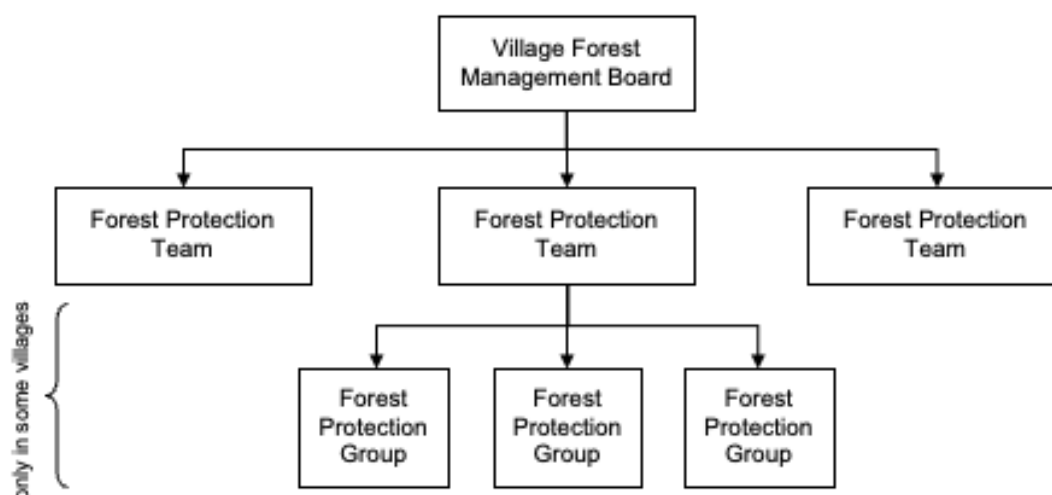 Village Forest
Management Board
Forest Protection
Team
Forest Protection
Team
Forest Protection
Team
only in some villages
Forest
Protection
Group
Forest
Protection
Group
Forest
Protection
Group